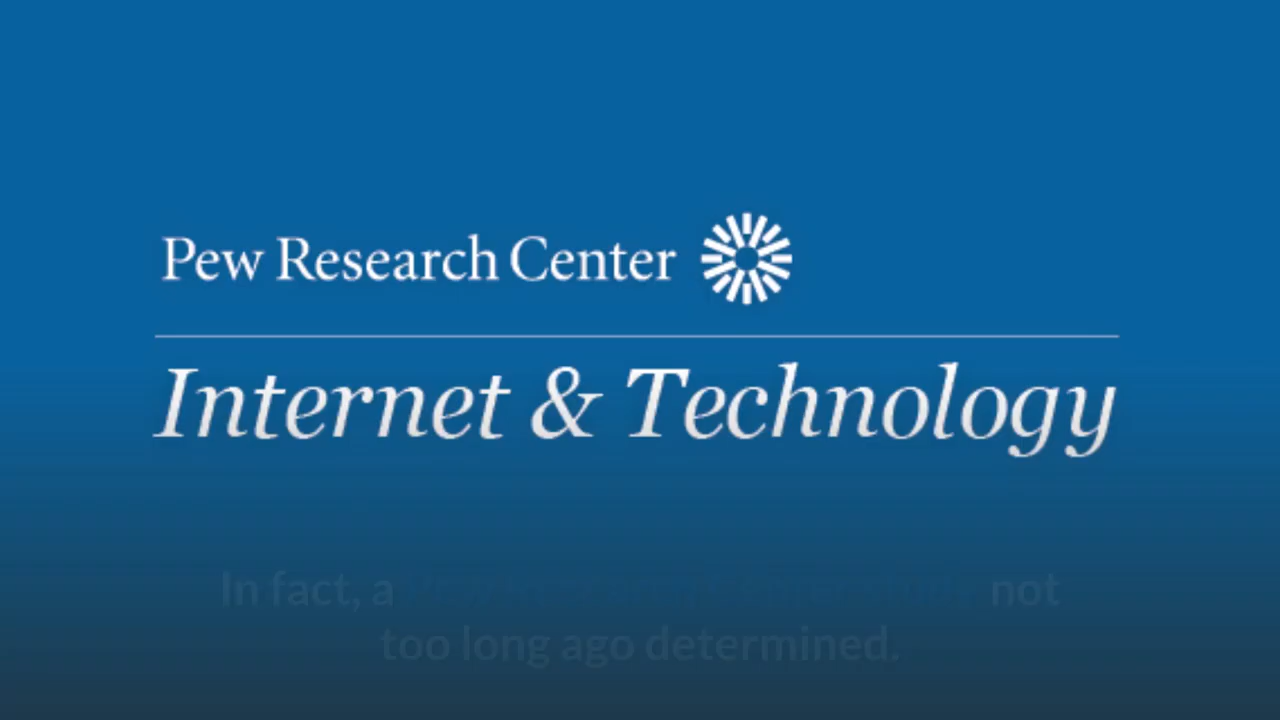 Pew Research Center
Internet & Technology
In fact, a not
too long ago determined.